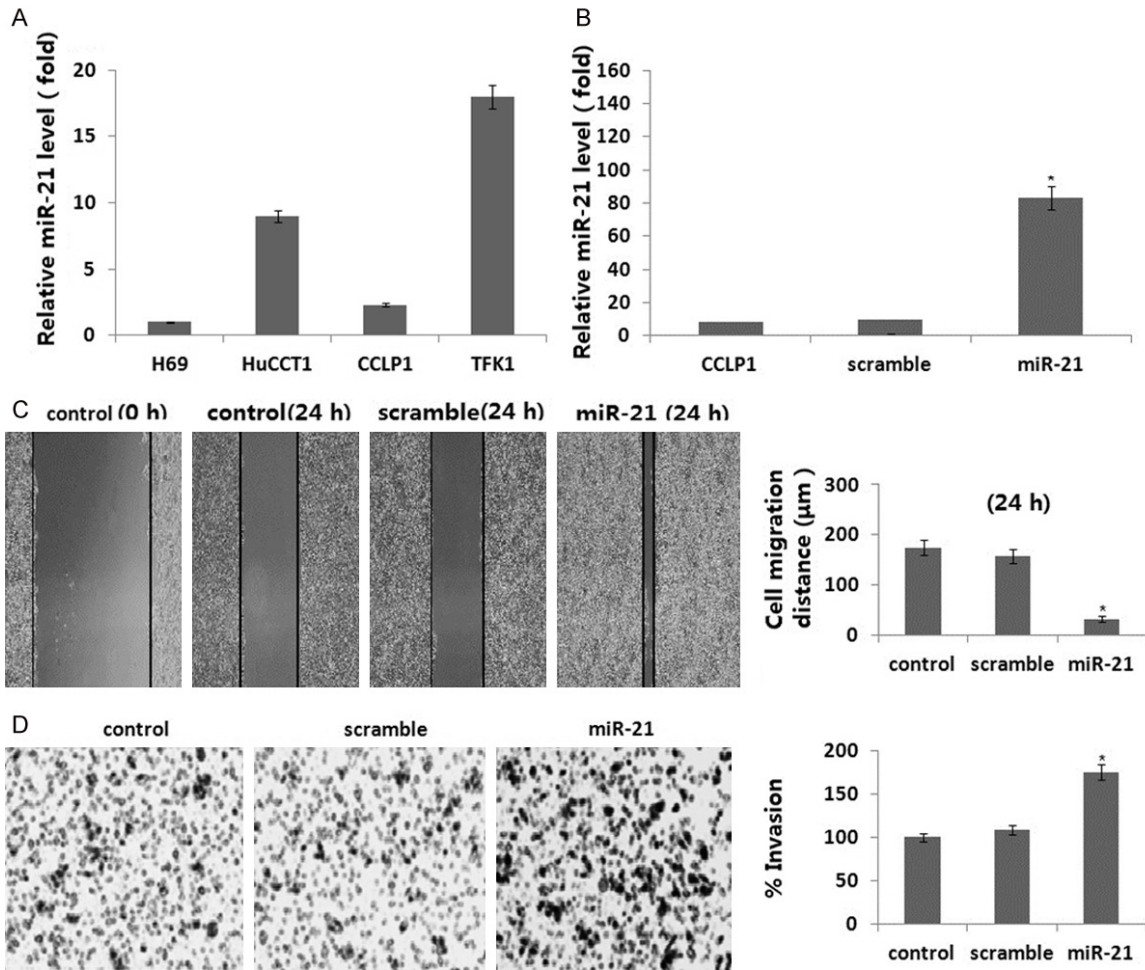 A
Relative miR-21 level ( fold)
20
15
10
5
0
H69 HuCCT1 CCLP1 TFK1
B
Relative miR-21 level ( fold)
160
140
120
100
80
60
40
20
0
*
CCLP1 scramble miR-21
C
control (0 h) control(24 h) scramble(24 h) miR-21 (24 h)
Cell migration
distance (μm )
300
200
100
0
(24 h)
*
control scramble miR-21
D
control scramble miR-21
% Invasion
200
150
100
50
0
*
control scramble miR-21